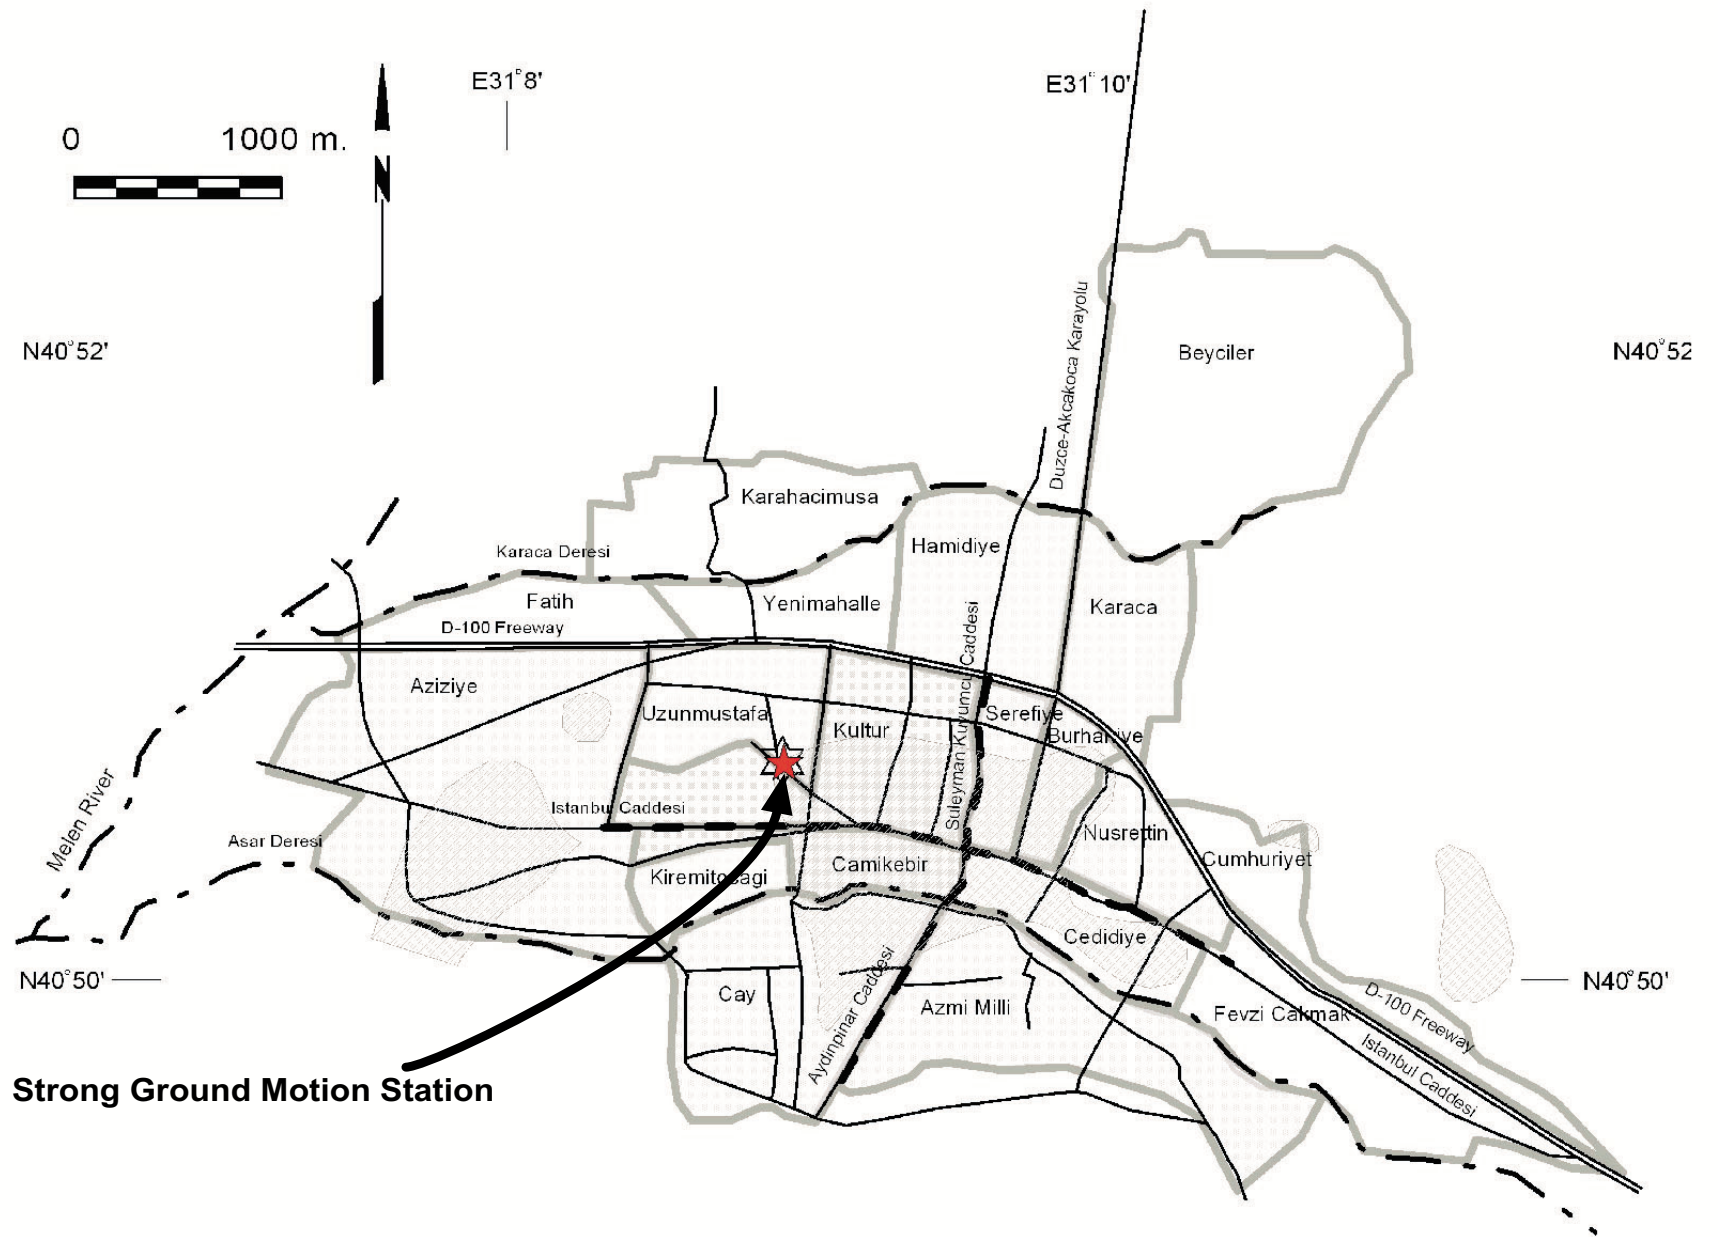 E31°8'
E31°10'
0 1000 m.
N
N40°52'
N40°52
Duzce-Akcakoca Karayolu
Beyciler
Karahacimusa
Hamidiye
Karaca Deresi
Fatih
Yenimahalle
Karaca
D-100 Freeway
Aziziye
Uzunmustafa
Kultur
Suleyman Kuyumcu Caddesi
Serefiye
Burhaniye
Istanbul Caddesi
Melen River
Asar Deresi
Nusrettin
Camikebir
Cumhuriyet
Cedidiye
N40°50'
N40°50'
Cay
Aydinpinar Caddesi
Azmi Milli
Fevzi Cakmak
D-100 Freeway
Istanbul Caddesi
Strong Ground Motion Station